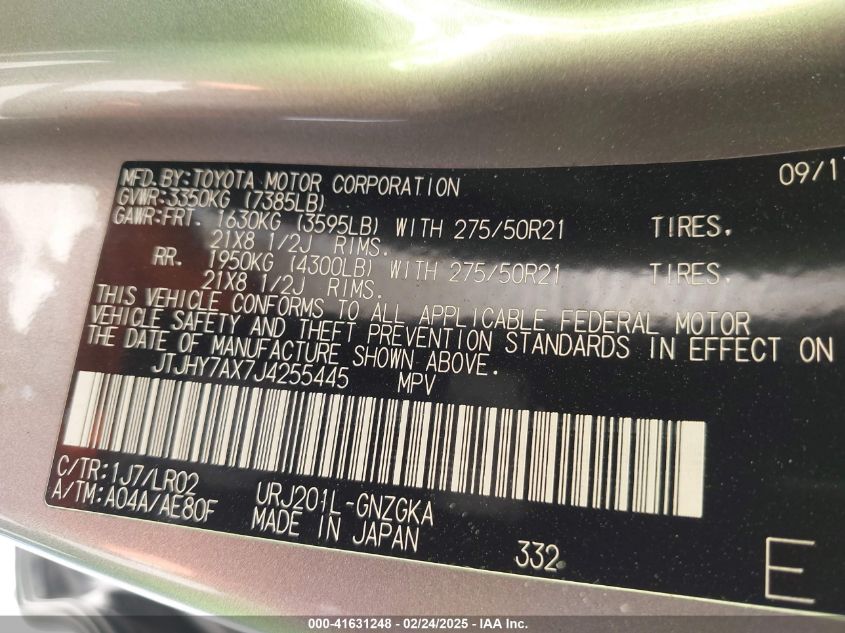 MFD.BY:TOYOTA MOTOR CORPORATION 09/17
GVWR:3350KG (7385LB)
GAWR:FRT. 1630KG (3595LB) WITH 275/50R21 TIRES.
21X8 1/2J RIMS.
RR. 1950KG (4300LB) WITH 275/50R21 TIRES.
21X8 1/2J RIMS.
THIS VEHICLE CONFORMS TO ALL APPLICABLE FEDERAL MOTOR
VEHICLE SAFETY AND THEFT PREVENTION STANDARDS IN EFFECT ON
THE DATE OF MANUFACTURE SHOWN ABOVE.
JTJHY7AX7J4255445 MPV
C/TR:1J7/LR02
A/TM:A04A/AE80F
URJ201L-GNZGKA
MADE IN JAPAN
332
E
000-41631248 - 02/24/2025 - IAA Inc.